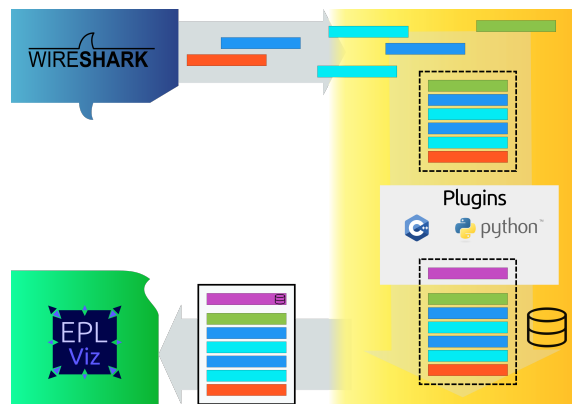 WIRESHARK
Plugins
C++
python™
EPL
Viz